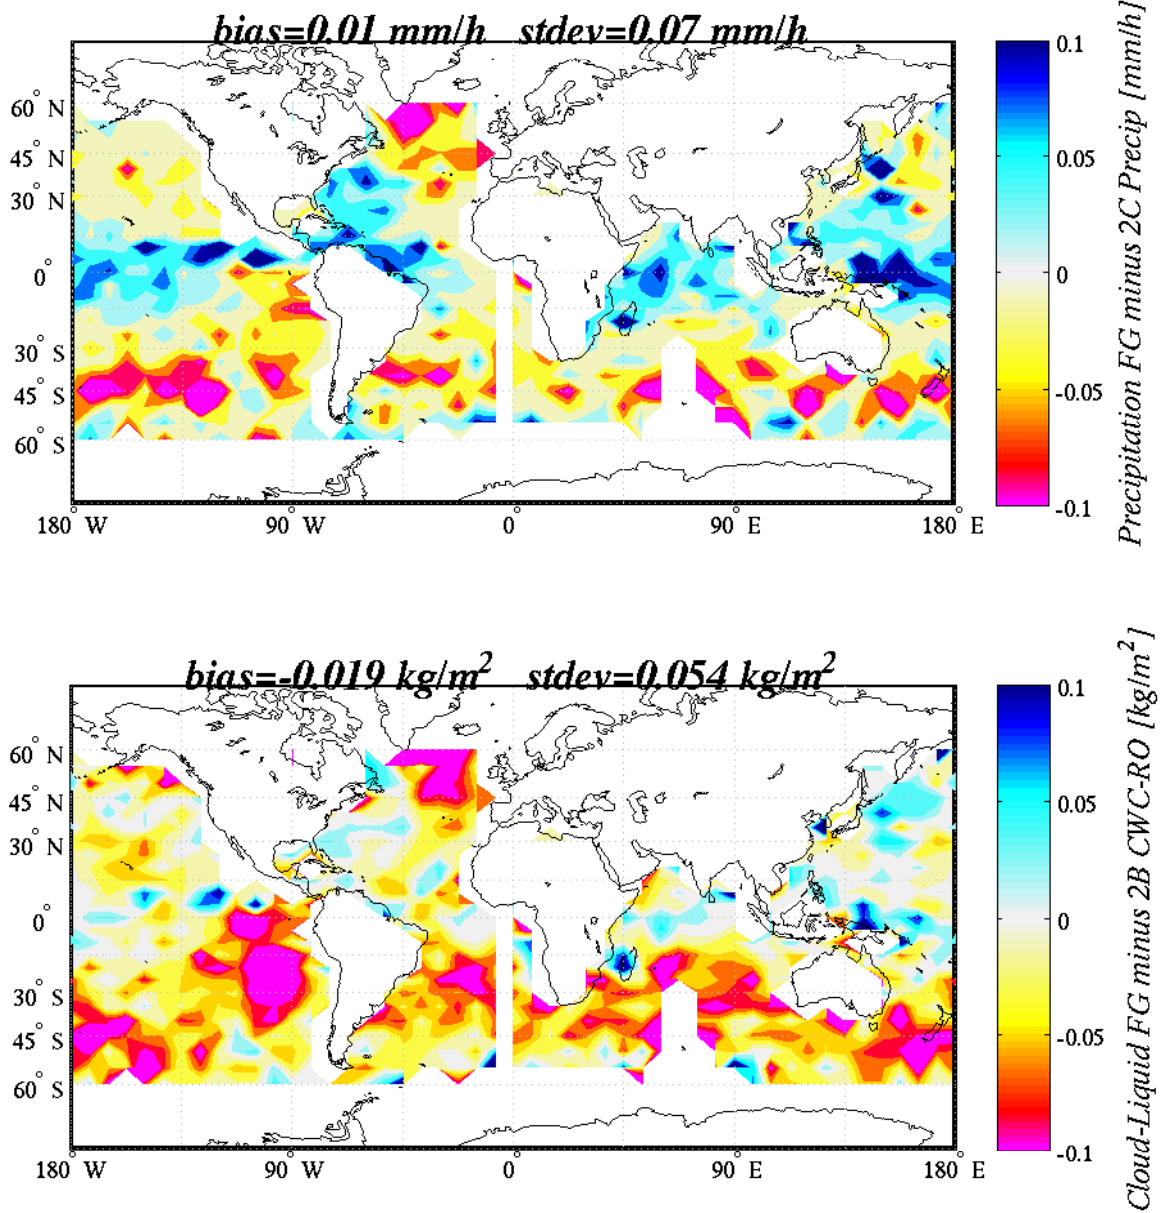 bias=0.01 mm/h stdev=0.07 mm/h
60° N
45° N
30° N
0°
30° S
45° S
60° S
180° W 90° W 0° 90° E 180° E
0.1
0.05
0
-0.05
-0.1
Precipitation FG minus 2C Precip [mm/h]
bias=-0.019 kg/m² stdev=0.054 kg/m²
60° N
45° N
30° N
0°
30° S
45° S
60° S
180° W 90° W 0° 90° E 180° E
0.1
0.05
0
-0.05
-0.1
Cloud-Liquid FG minus 2B CWC-RO [kg/m²]